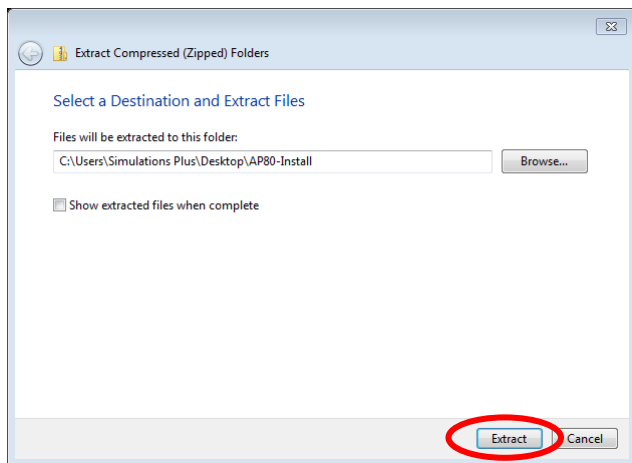 Extract Compressed (Zipped) Folders
Select a Destination and Extract Files
Files will be extracted to this folder:
C:\Users\Simulations Plus\Desktop\AP80-Install
Browse...
Show extracted files when complete
Extract
Cancel